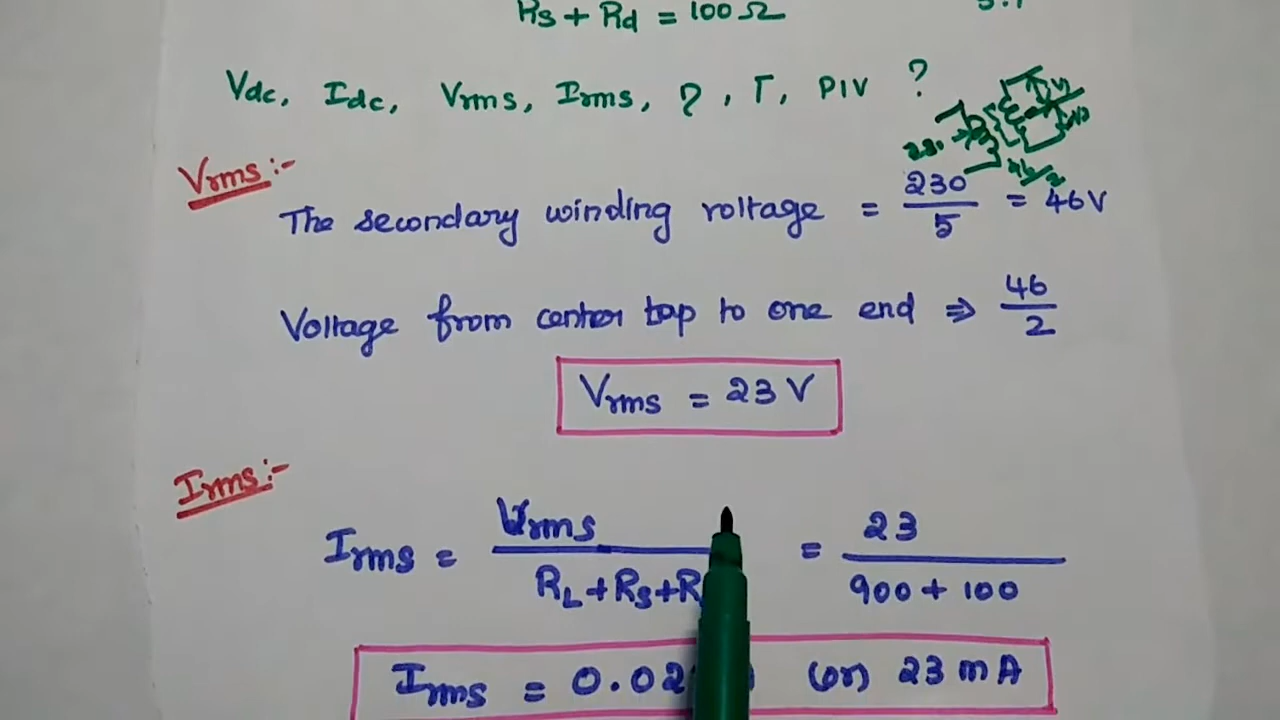 Rs + Rd = 100 Ω
Vdc, Idc, Vrms, Irms, η, Γ, PIV ?
Vrms:-
The secondary winding voltage = 230/5 = 46V
Voltage from center tap to one end ⇒ 46/2
Vrms = 23 V
Irms:-
Irms = Vrms / RL + Rs + R = 23 / 900 + 100
Irms = 0.02 (or) 23 mA